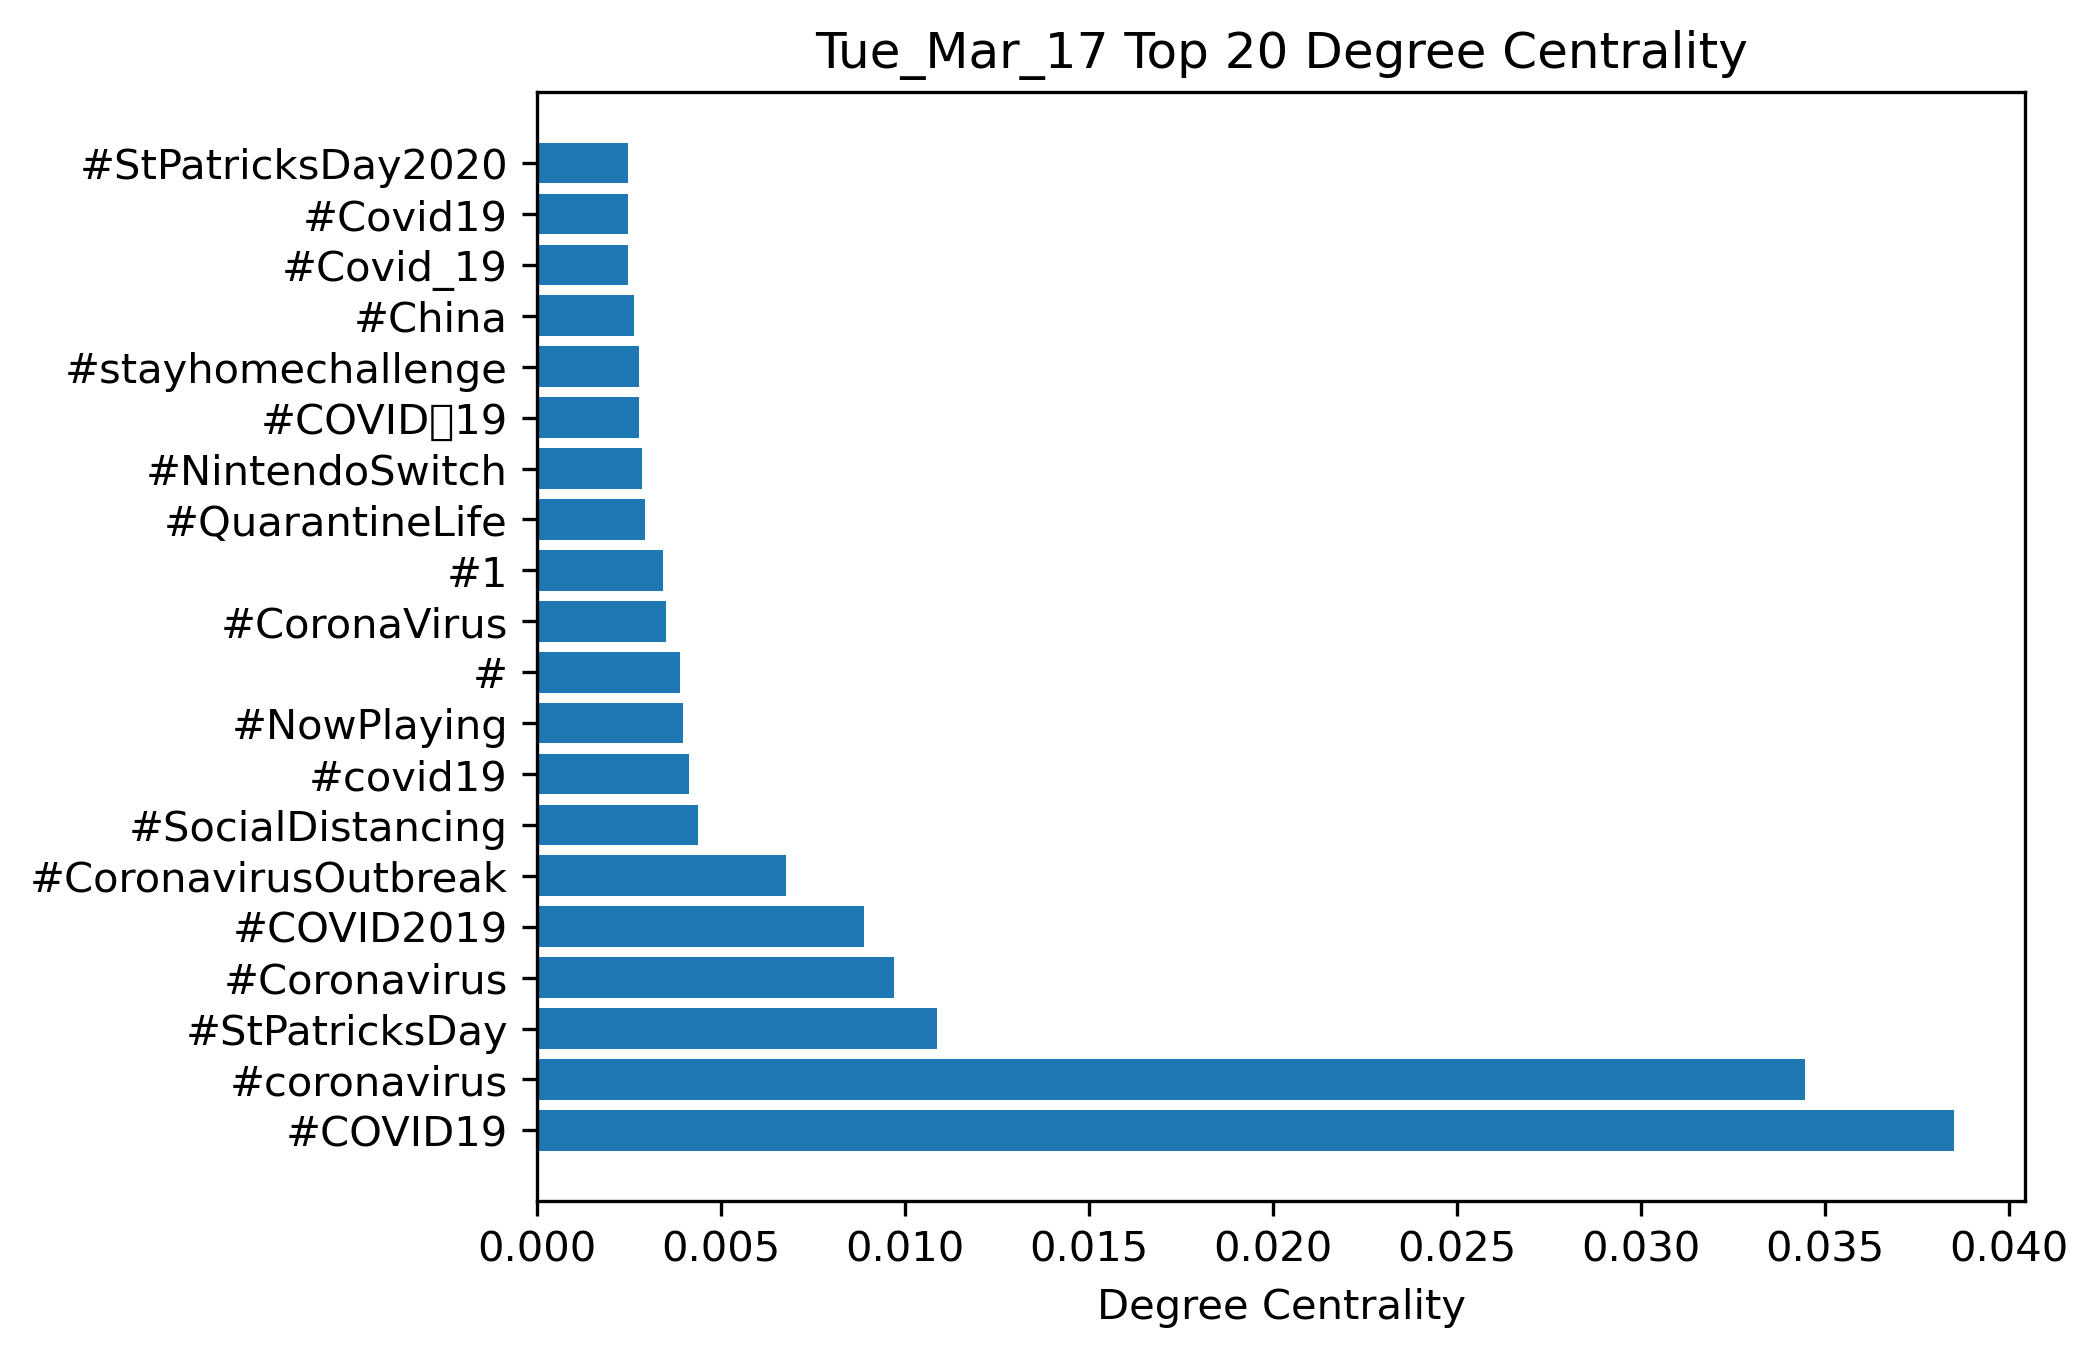 Tue_Mar_17 Top 20 Degree Centrality
#StPatricksDay2020
#Covid19
#Covid_19
#China
#stayhomechallenge
#COVID▯19
#NintendoSwitch
#QuarantineLife
#1
#CoronaVirus
#
#NowPlaying
#covid19
#SocialDistancing
#CoronavirusOutbreak
#COVID2019
#Coronavirus
#StPatricksDay
#coronavirus
#COVID19
0.000 0.005 0.010 0.015 0.020 0.025 0.030 0.035 0.040
Degree Centrality